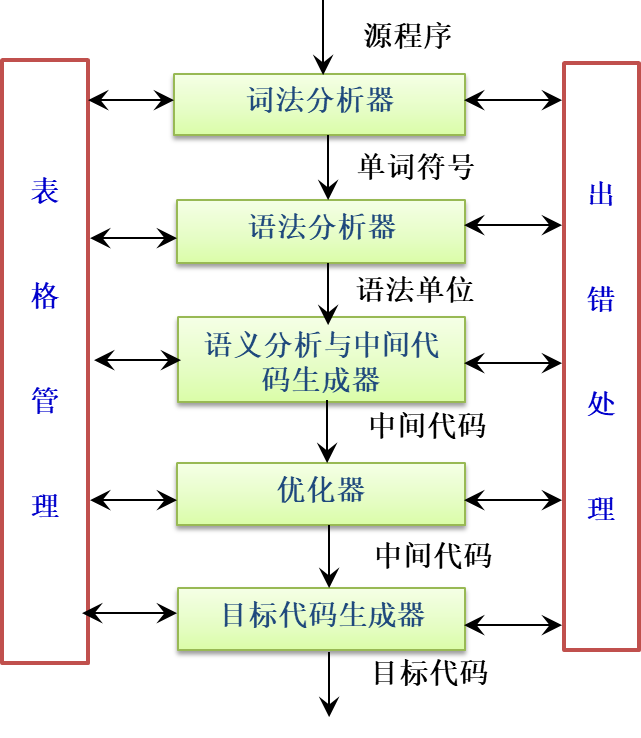 源程序
词法分析器
单词符号
语法分析器
语法单位
语义分析与中间代
码生成器
中间代码
优化器
中间代码
目标代码生成器
目标代码
表
格
管
理
出
错
处
理